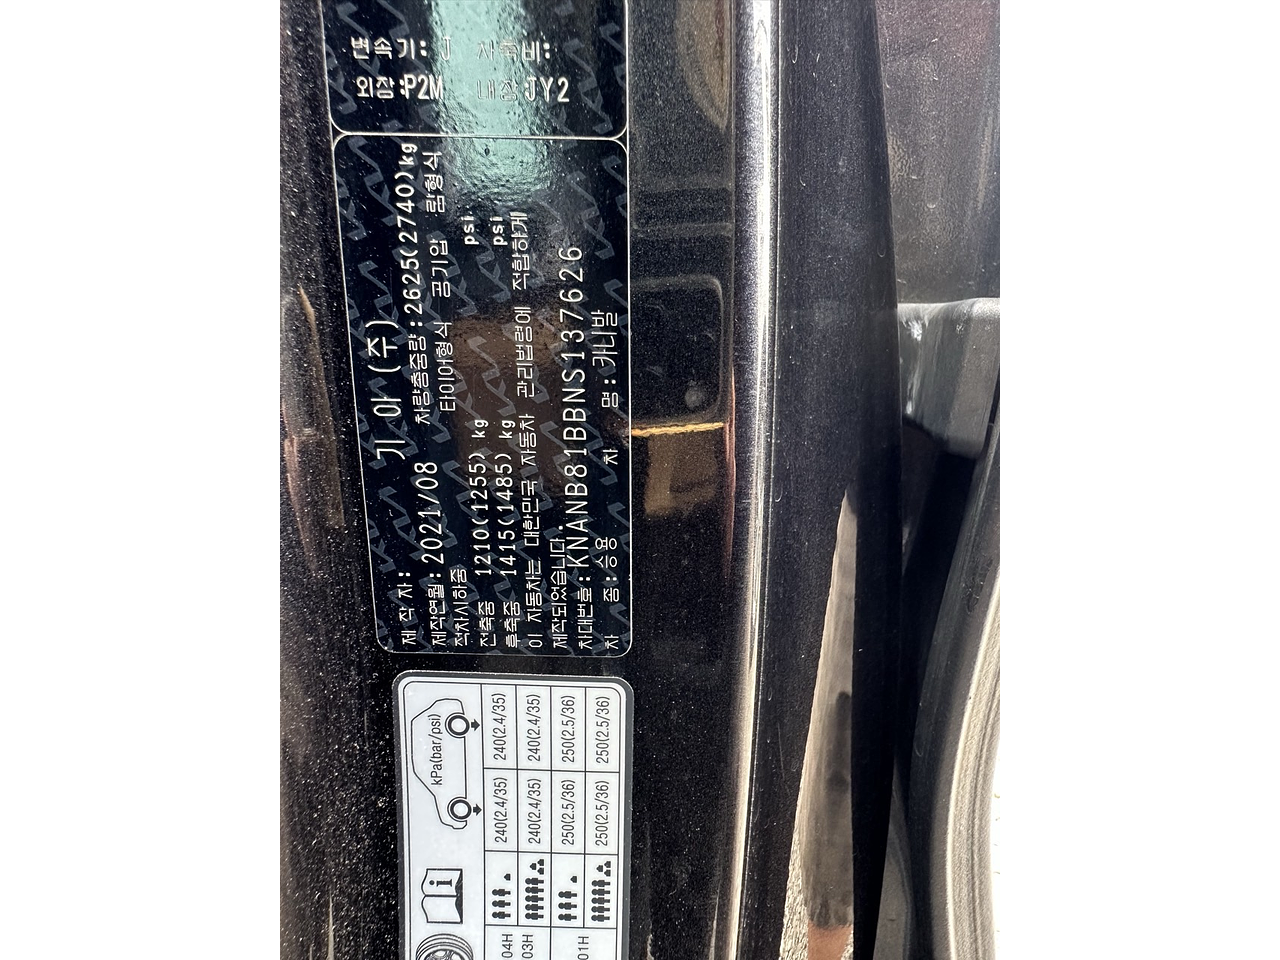 변속기: J 차축비:
외장:P2M 내장:JY2
제 작 자: 기 아 (주)
제작연월:2021/08 차량총중량:2625(2740)kg
적차시하중 타이어형식 공기압 림형식
전축중 1210(1255) kg psi
후축중 1415(1485) kg psi
이 자동차는 대한민국 자동차 관리법령에 적합하게
제작되었습니다.
차대번호:KNANB81BBNS137626
차 종:승용 차 명:카니발
kPa(bar/psi)
04H 240(2.4/35) 240(2.4/35)
03H 240(2.4/35) 240(2.4/35)
250(2.5/36) 250(2.5/36)
01H 250(2.5/36) 250(2.5/36)